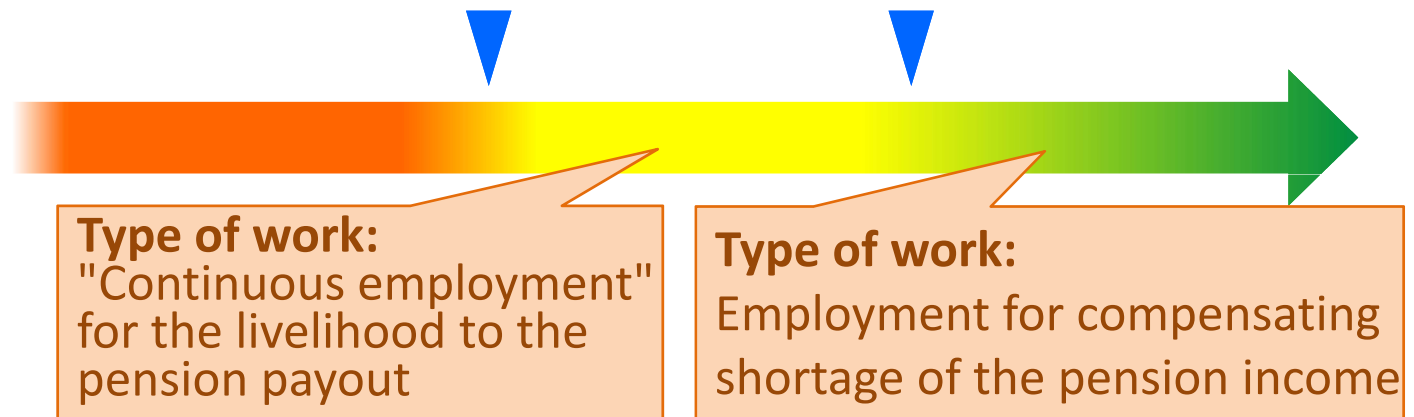 Type of work:
"Continuous employment"
for the livelihood to the
pension payout
Type of work:
Employment for compensating
shortage of the pension income